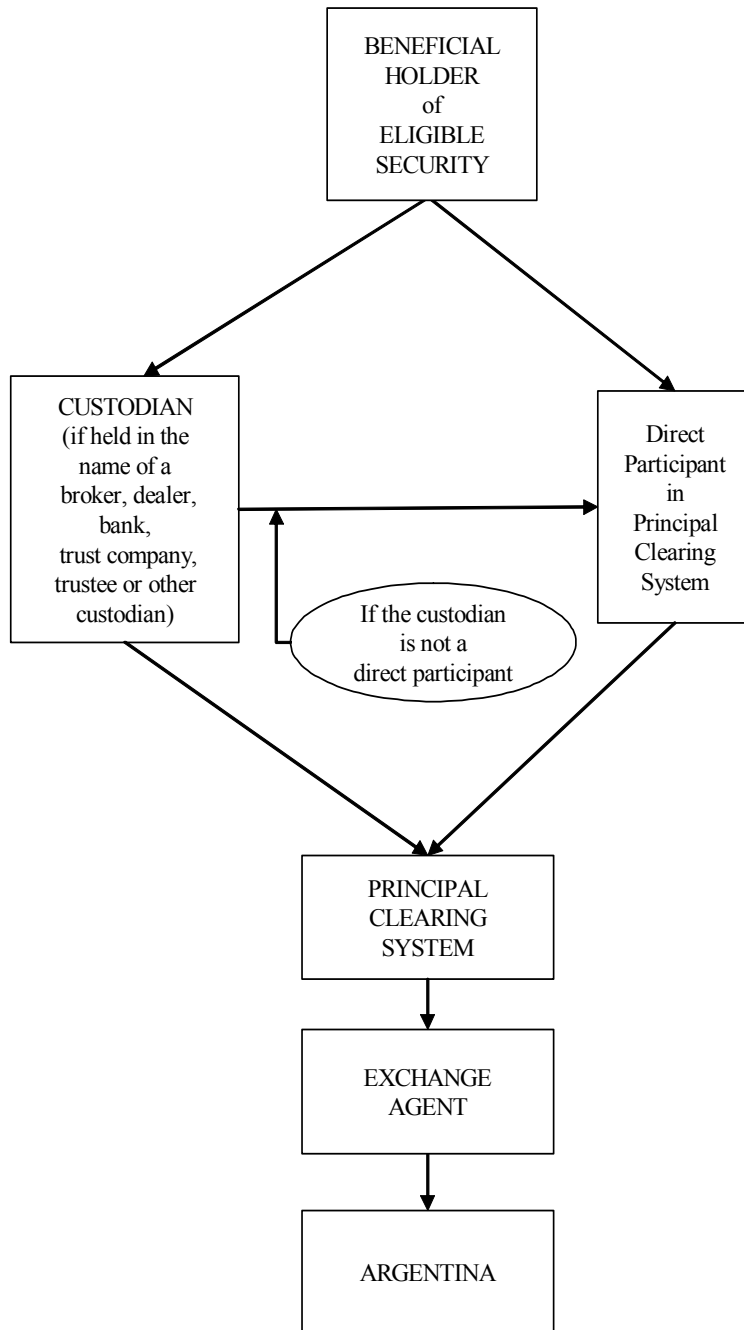 BENEFICIAL
HOLDER
of
ELIGIBLE
SECURITY
CUSTODIAN
(if held in the
name of a
broker, dealer,
bank,
trust company,
trustee or other
custodian)
Direct
Participant
in
Principal
Clearing
System
If the custodian
is not a
direct participant
PRINCIPAL
CLEARING
SYSTEM
EXCHANGE
AGENT
ARGENTINA